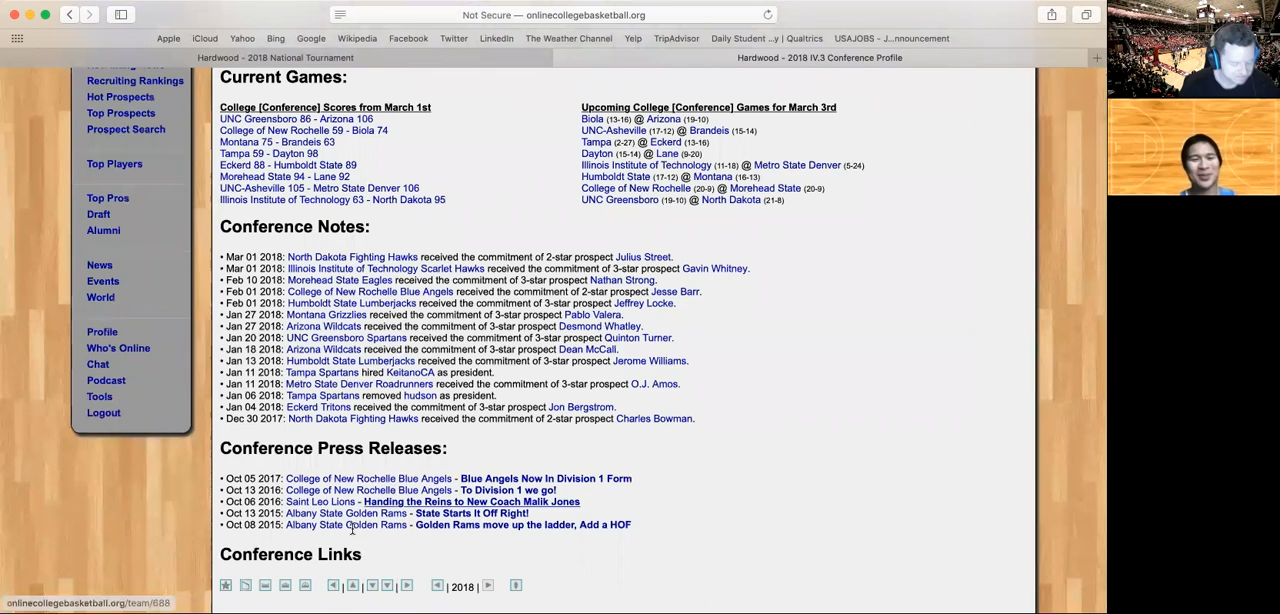 Not Secure — onlinecollegebasketball.org
Apple iCloud Yahoo Bing Google Wikipedia Facebook Twitter LinkedIn The Weather Channel Yelp TripAdvisor Daily Student ...y | Qualtrics USAJOBS - J...nnouncement
Hardwood - 2018 National Tournament Hardwood - 2018 IV.3 Conference Profile
Recruiting Rankings
Hot Prospects
Top Prospects
Prospect Search
Top Players
Top Pros
Draft
Alumni
News
Events
World
Profile
Who's Online
Chat
Podcast
Tools
Logout
Current Games:
College [Conference] Scores from March 1st
UNC Greensboro 86 - Arizona 106
College of New Rochelle 59 - Biola 74
Montana 75 - Brandeis 63
Tampa 59 - Dayton 98
Eckerd 88 - Humboldt State 89
Morehead State 94 - Lane 92
UNC-Asheville 105 - Metro State Denver 106
Illinois Institute of Technology 63 - North Dakota 95
Upcoming College [Conference] Games for March 3rd
Biola (13-16) @ Arizona (19-10)
UNC-Asheville (17-12) @ Brandeis (15-14)
Tampa (2-27) @ Eckerd (13-16)
Dayton (15-14) @ Lane (9-20)
Illinois Institute of Technology (11-18) @ Metro State Denver (5-24)
Humboldt State (17-12) @ Montana (16-13)
College of New Rochelle (20-9) @ Morehead State (20-9)
UNC Greensboro (19-10) @ North Dakota (21-8)
Conference Notes:
• Mar 01 2018: North Dakota Fighting Hawks received the commitment of 2-star prospect Julius Street.
• Mar 01 2018: Illinois Institute of Technology Scarlet Hawks received the commitment of 3-star prospect Gavin Whitney.
• Feb 10 2018: Morehead State Eagles received the commitment of 3-star prospect Nathan Strong.
• Feb 01 2018: College of New Rochelle Blue Angels received the commitment of 2-star prospect Jesse Barr.
• Feb 01 2018: Humboldt State Lumberjacks received the commitment of 3-star prospect Jeffrey Locke.
• Jan 27 2018: Montana Grizzlies received the commitment of 3-star prospect Pablo Valera.
• Jan 27 2018: Arizona Wildcats received the commitment of 3-star prospect Desmond Whatley.
• Jan 20 2018: UNC Greensboro Spartans received the commitment of 3-star prospect Quinton Turner.
• Jan 18 2018: Arizona Wildcats received the commitment of 3-star prospect Dean McCall.
• Jan 13 2018: Humboldt State Lumberjacks received the commitment of 3-star prospect Jerome Williams.
• Jan 11 2018: Tampa Spartans hired KeitanoCA as president.
• Jan 11 2018: Metro State Denver Roadrunners received the commitment of 3-star prospect O.J. Amos.
• Jan 06 2018: Tampa Spartans removed hudson as president.
• Jan 04 2018: Eckerd Tritons received the commitment of 3-star prospect Jon Bergstrom.
• Dec 30 2017: North Dakota Fighting Hawks received the commitment of 2-star prospect Charles Bowman.
Conference Press Releases:
• Oct 05 2017: College of New Rochelle Blue Angels - Blue Angels Now In Division 1 Form
• Oct 13 2016: College of New Rochelle Blue Angels - To Division 1 we go!
• Oct 06 2016: Saint Leo Lions - Handing the Reins to New Coach Malik Jones
• Oct 13 2015: Albany State Golden Rams - State Starts It Off Right!
• Oct 08 2015: Albany State Golden Rams - Golden Rams move up the ladder, Add a HOF
Conference Links
| | | | 2018 |
onlinecollegebasketball.org/team/688